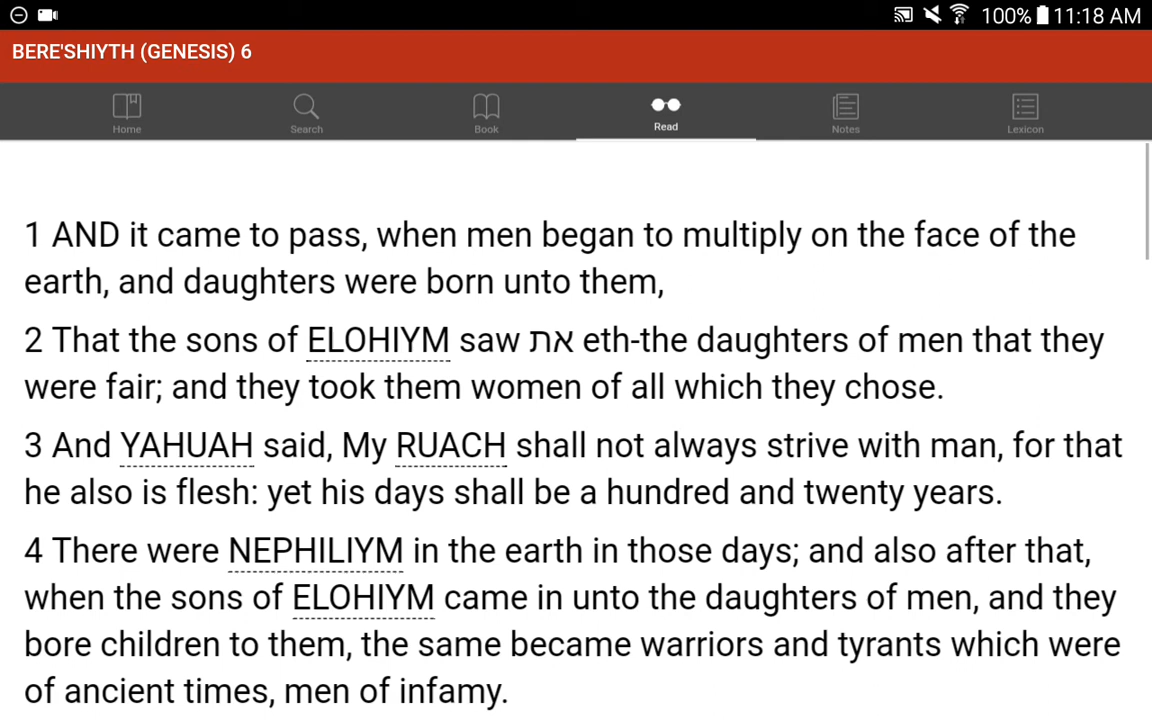 100% 11:18 AM
BERE'SHIYTH (GENESIS) 6
Home Search Book Read Notes Lexicon
1 AND it came to pass, when men began to multiply on the face of the
earth, and daughters were born unto them,
2 That the sons of ELOHIYM saw את eth-the daughters of men that they
were fair; and they took them women of all which they chose.
3 And YAHUAH said, My RUACH shall not always strive with man, for that
he also is flesh: yet his days shall be a hundred and twenty years.
4 There were NEPHILIYM in the earth in those days; and also after that,
when the sons of ELOHIYM came in unto the daughters of men, and they
bore children to them, the same became warriors and tyrants which were
of ancient times, men of infamy.